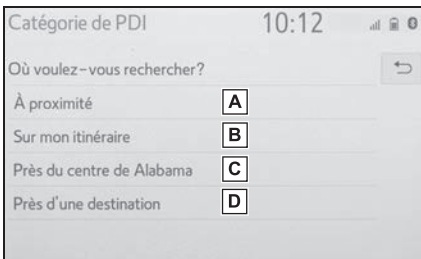 Catégorie de PDI 10:12
Où voulez-vous rechercher?
À proximité A
Sur mon itinéraire B
Près du centre de Alabama C
Près d'une destination D